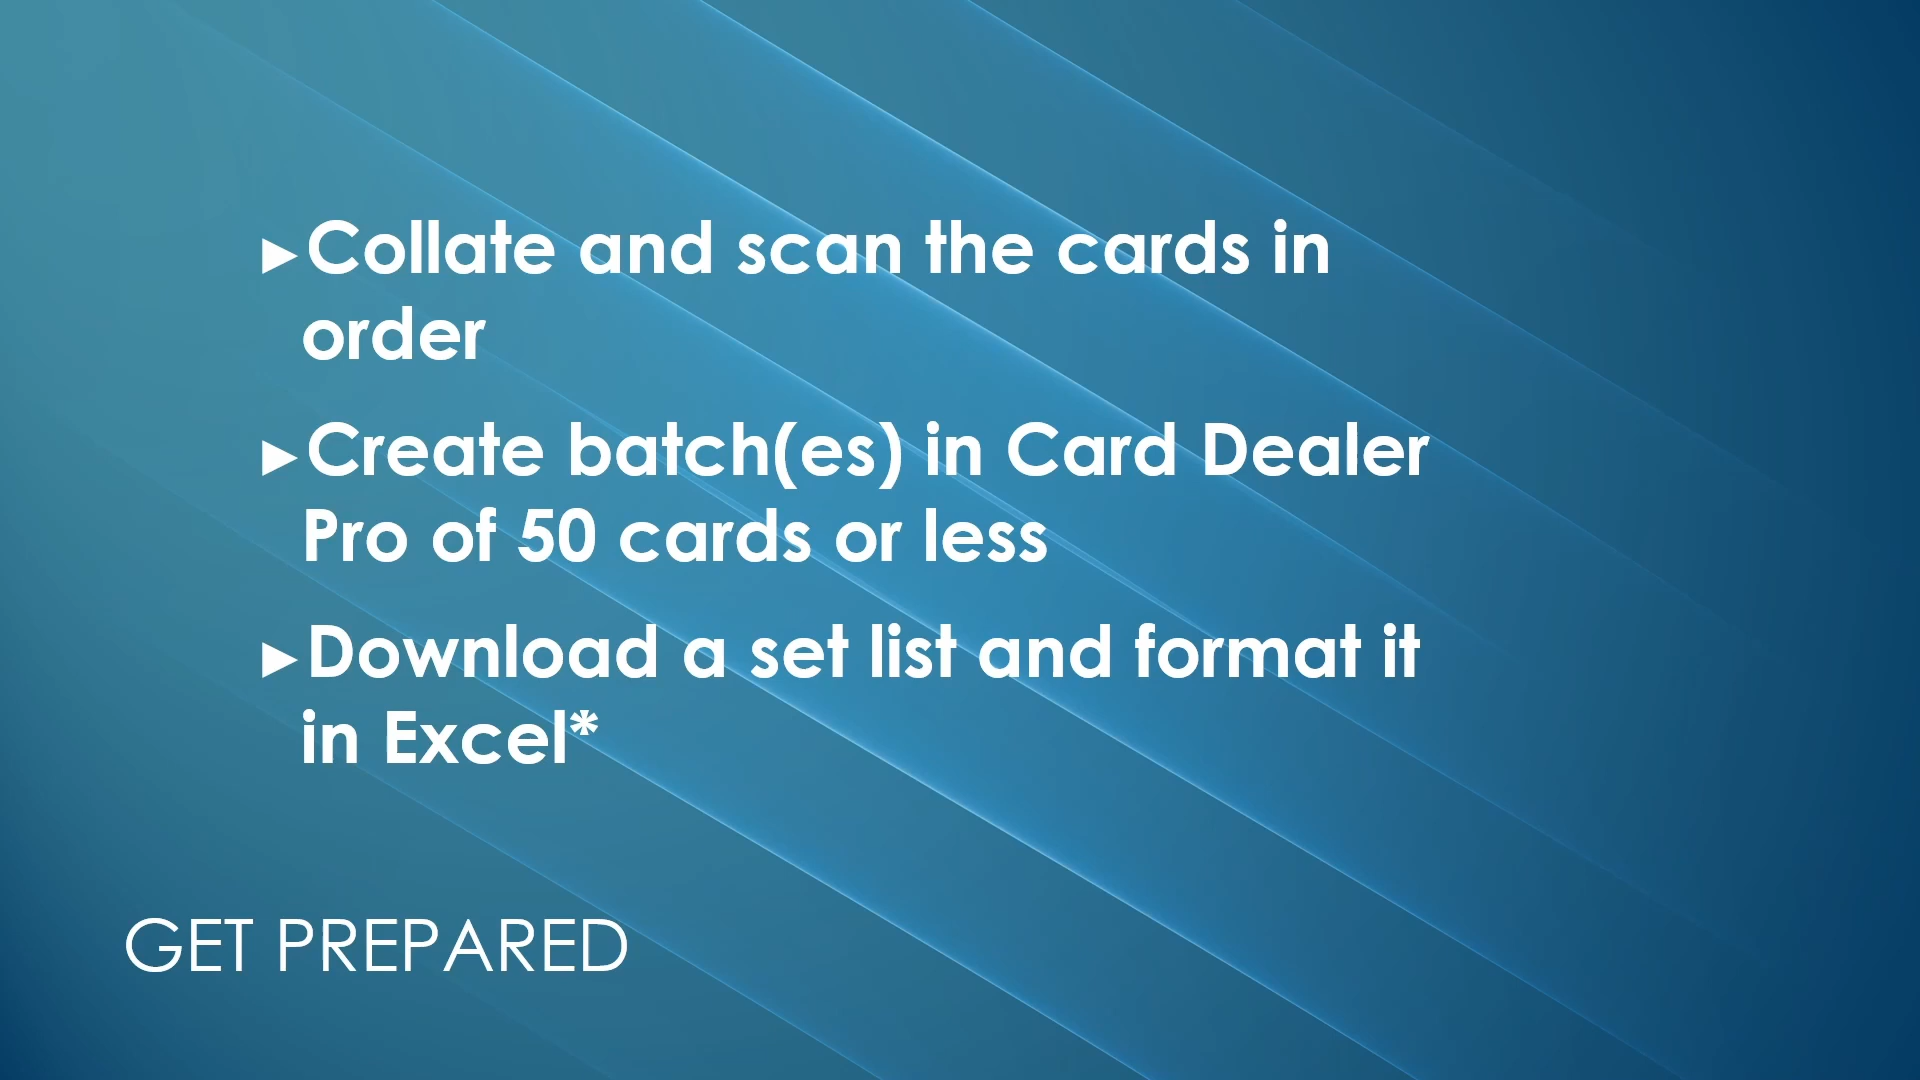 ►Collate and scan the cards in
order
►Create batch(es) in Card Dealer
Pro of 50 cards or less
►Download a set list and format it
in Excel*
GET PREPARED